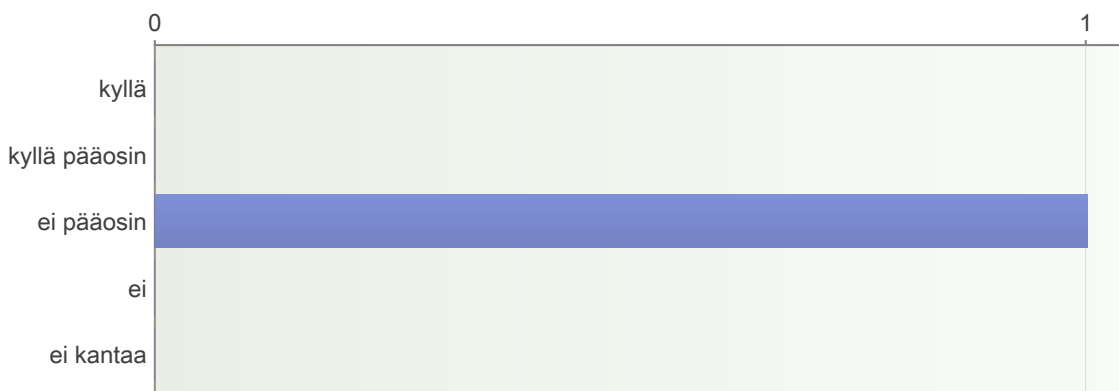 0 1
kyllä
kyllä pääosin
ei pääosin
ei
ei kantaa